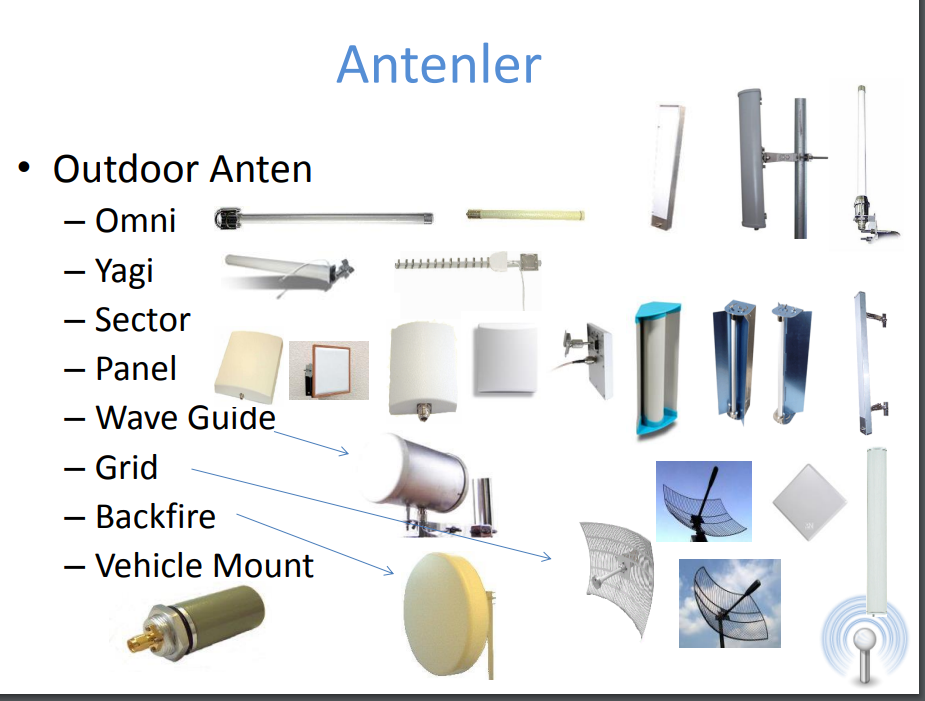 Antenler
• Outdoor Anten
– Omni
– Yagi
– Sector
– Panel
– Wave Guide
– Grid
– Backfire
– Vehicle Mount